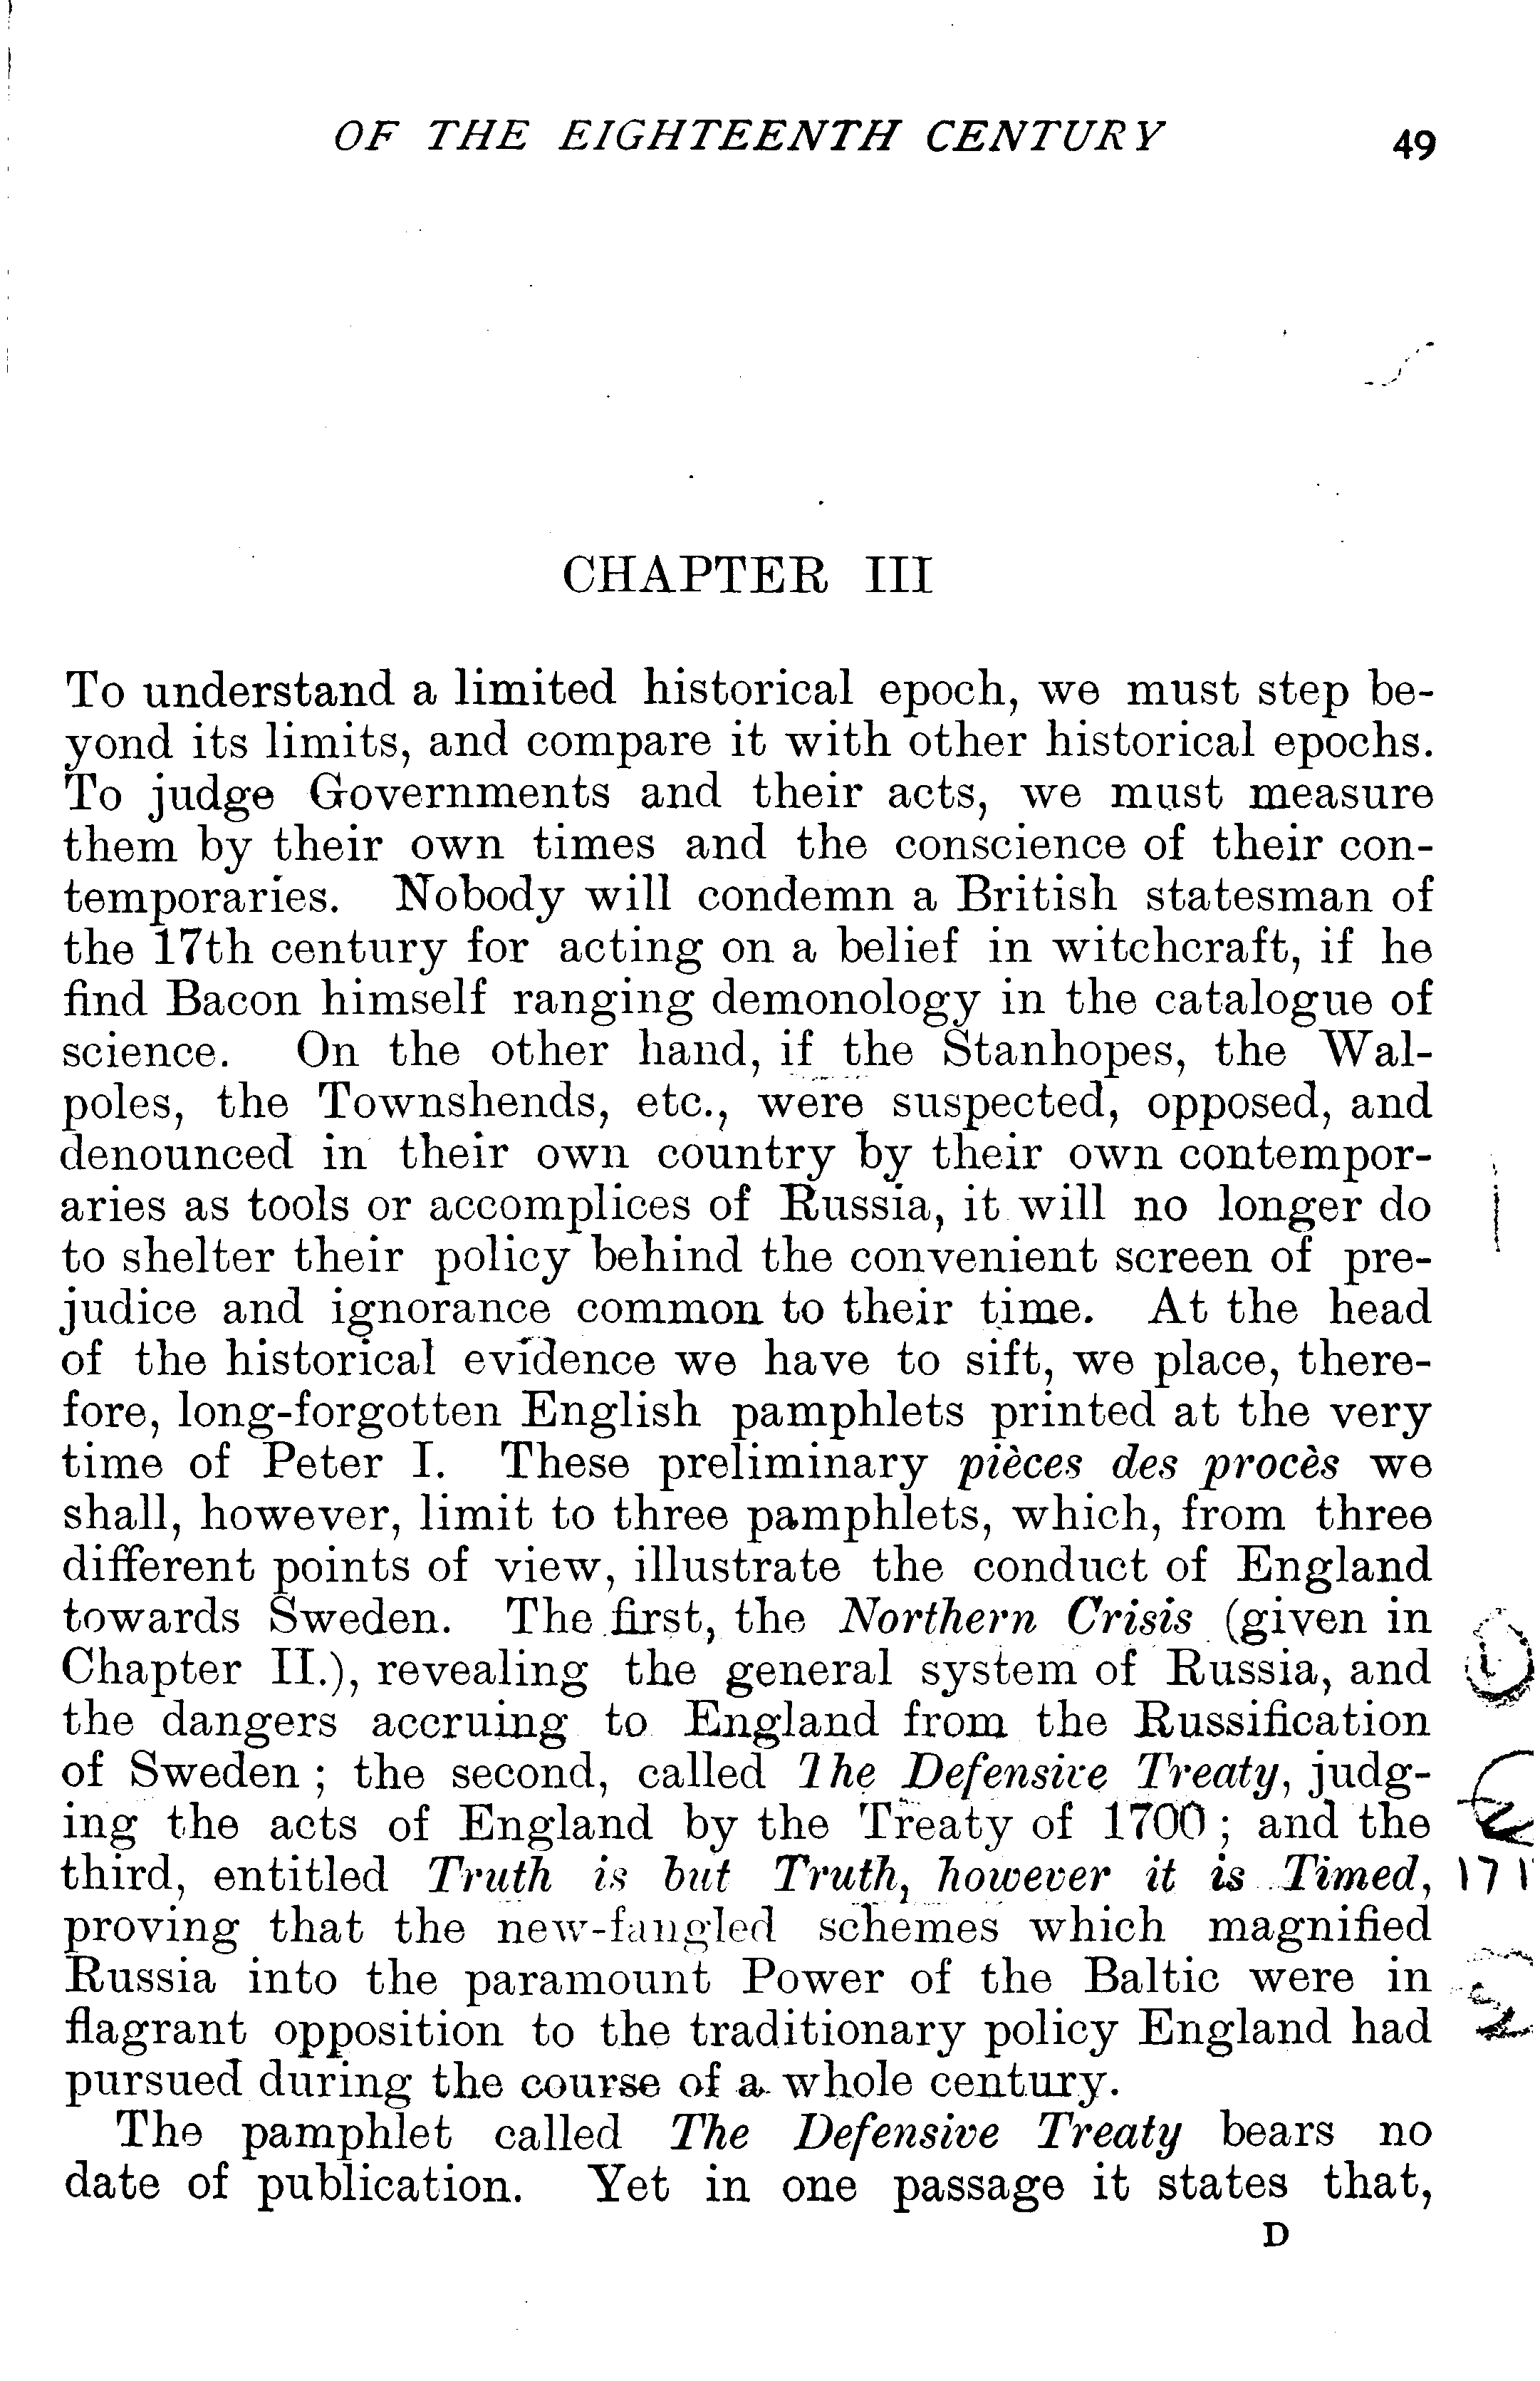 OF THE EIGHTEENTH CENTURY 49
CHAPTER III
To understand a limited historical epoch, we must step be-
yond its limits, and compare it with other historical epochs.
To judge Governments and their acts, we must measure
them by their own times and the conscience of their con-
temporaries. Nobody will condemn a British statesman of
the 17th century for acting on a belief in witchcraft, if he
find Bacon himself ranging demonology in the catalogue of
science. On the other hand, if the Stanhopes, the Wal-
poles, the Townshends, etc., were suspected, opposed, and
denounced in their own country by their own contempor-
aries as tools or accomplices of Russia, it will no longer do
to shelter their policy behind the convenient screen of pre-
judice and ignorance common to their time. At the head
of the historical evidence we have to sift, we place, there-
fore, long-forgotten English pamphlets printed at the very
time of Peter I. These preliminary pièces des procès we
shall, however, limit to three pamphlets, which, from three
different points of view, illustrate the conduct of England
towards Sweden. The first, the Northern Crisis (given in
Chapter II.), revealing the general system of Russia, and
the dangers accruing to England from the Russification
of Sweden ; the second, called The Defensive Treaty, judg-
ing the acts of England by the Treaty of 1700 ; and the
third, entitled Truth is but Truth, however it is Timed,
proving that the new-fangled schemes which magnified
Russia into the paramount Power of the Baltic were in
flagrant opposition to the traditionary policy England had
pursued during the course of a whole century.
The pamphlet called The Defensive Treaty bears no
date of publication. Yet in one passage it states that,
D